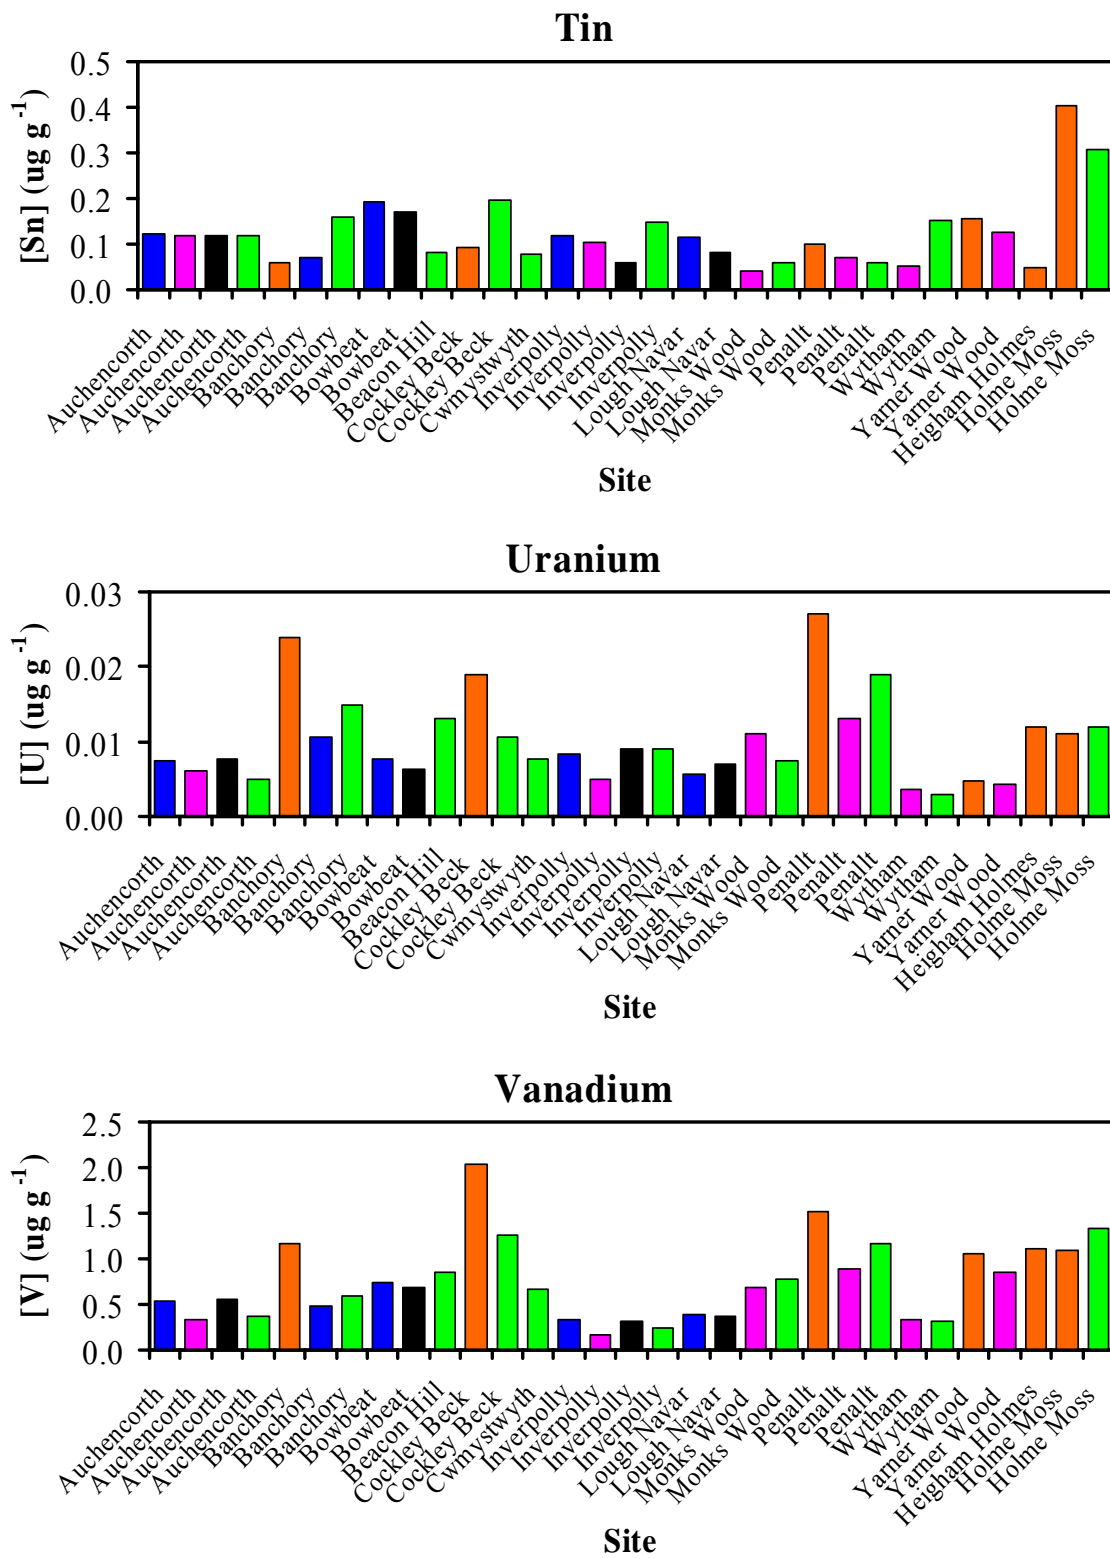 Tin
[Sn] (ug g -1)
0.5
0.4
0.3
0.2
0.1
0.0
Auchencorth
Auchencorth
Auchencorth
Auchencorth
Banchory
Banchory
Banchory
Bowbeat
Bowbeat
Beacon Hill
Cockley Beck
Cockley Beck
Cwmystwyth
Inverpolly
Inverpolly
Inverpolly
Inverpolly
Lough Navar
Lough Navar
Monks Wood
Monks Wood
Penallt
Penallt
Penallt
Wytham
Wytham
Yarner Wood
Yarner Wood
Heigham Holmes
Holme Moss
Holme Moss
Site
Uranium
[U] (ug g -1)
0.03
0.02
0.01
0.00
Auchencorth
Auchencorth
Auchencorth
Auchencorth
Banchory
Banchory
Banchory
Bowbeat
Bowbeat
Beacon Hill
Cockley Beck
Cockley Beck
Cwmystwyth
Inverpolly
Inverpolly
Inverpolly
Inverpolly
Lough Navar
Lough Navar
Monks Wood
Monks Wood
Penallt
Penallt
Penallt
Wytham
Wytham
Yarner Wood
Yarner Wood
Heigham Holmes
Holme Moss
Holme Moss
Site
Vanadium
[V] (ug g -1)
2.5
2.0
1.5
1.0
0.5
0.0
Auchencorth
Auchencorth
Auchencorth
Auchencorth
Banchory
Banchory
Banchory
Bowbeat
Bowbeat
Beacon Hill
Cockley Beck
Cockley Beck
Cwmystwyth
Inverpolly
Inverpolly
Inverpolly
Inverpolly
Lough Navar
Lough Navar
Monks Wood
Monks Wood
Penallt
Penallt
Penallt
Wytham
Wytham
Yarner Wood
Yarner Wood
Heigham Holmes
Holme Moss
Holme Moss
Site